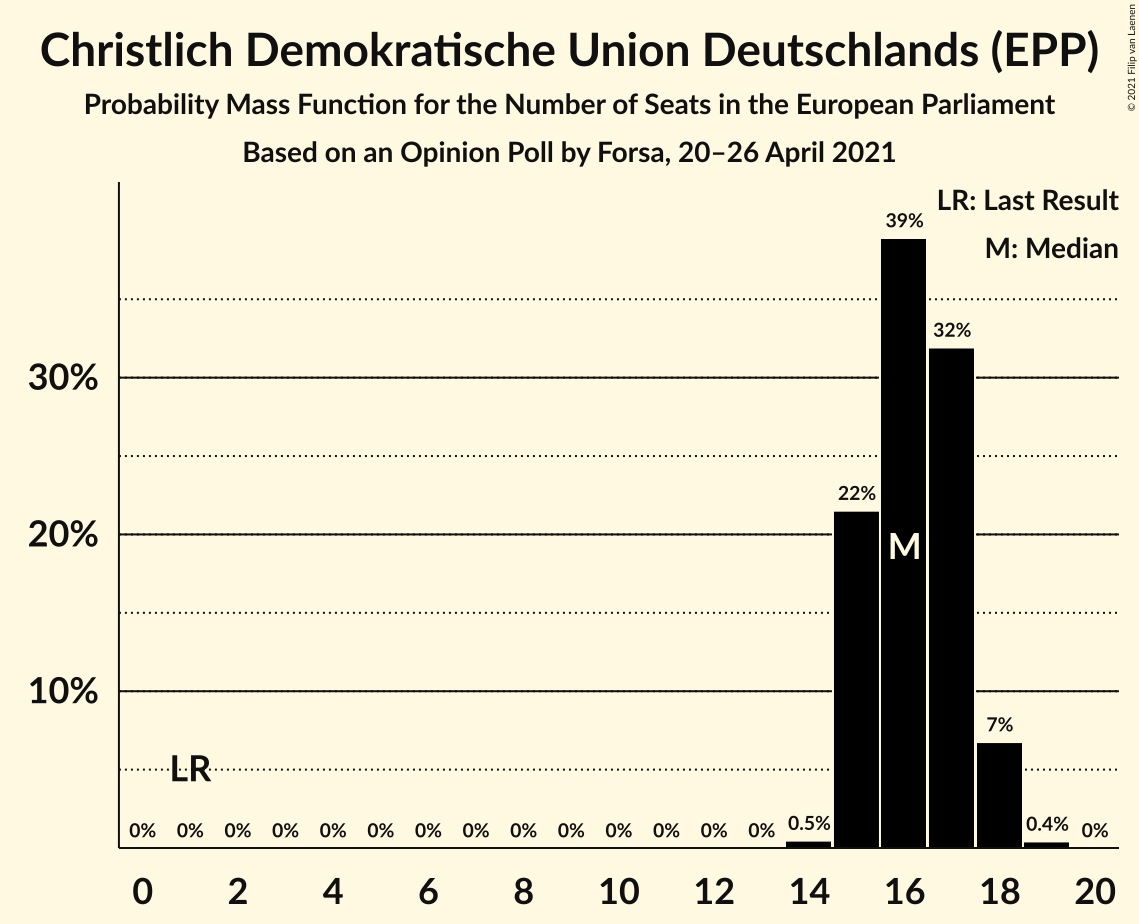 Christlich Demokratische Union Deutschlands (EPP)
Probability Mass Function for the Number of Seats in the European Parliament
Based on an Opinion Poll by Forsa, 20–26 April 2021
© 2021 Filip van Laenen
LR: Last Result
M: Median
39%
32%
30%
22%
20%
M
10%
7%
LR
0% 0% 0% 0% 0% 0% 0% 0% 0% 0% 0% 0% 0% 0% 0.5% 0.4% 0%
0 2 4 6 8 10 12 14 16 18 20